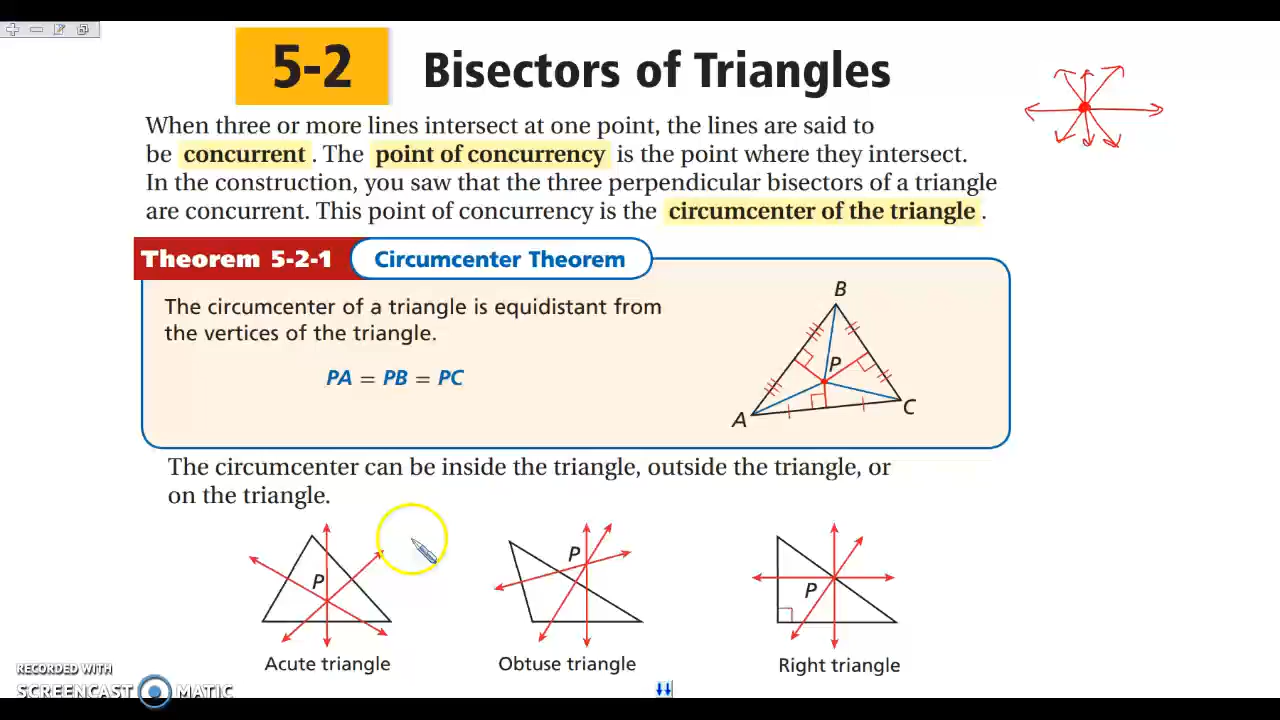 5-2 Bisectors of Triangles
When three or more lines intersect at one point, the lines are said to
be concurrent. The point of concurrency is the point where they intersect.
In the construction, you saw that the three perpendicular bisectors of a triangle
are concurrent. This point of concurrency is the circumcenter of the triangle.
Theorem 5-2-1 Circumcenter Theorem
The circumcenter of a triangle is equidistant from
the vertices of the triangle.
PA = PB = PC
B
P
A
C
The circumcenter can be inside the triangle, outside the triangle, or
on the triangle.
P
P
P
Acute triangle
Obtuse triangle
Right triangle
RECORDED WITH
SCREENCAST MATIC